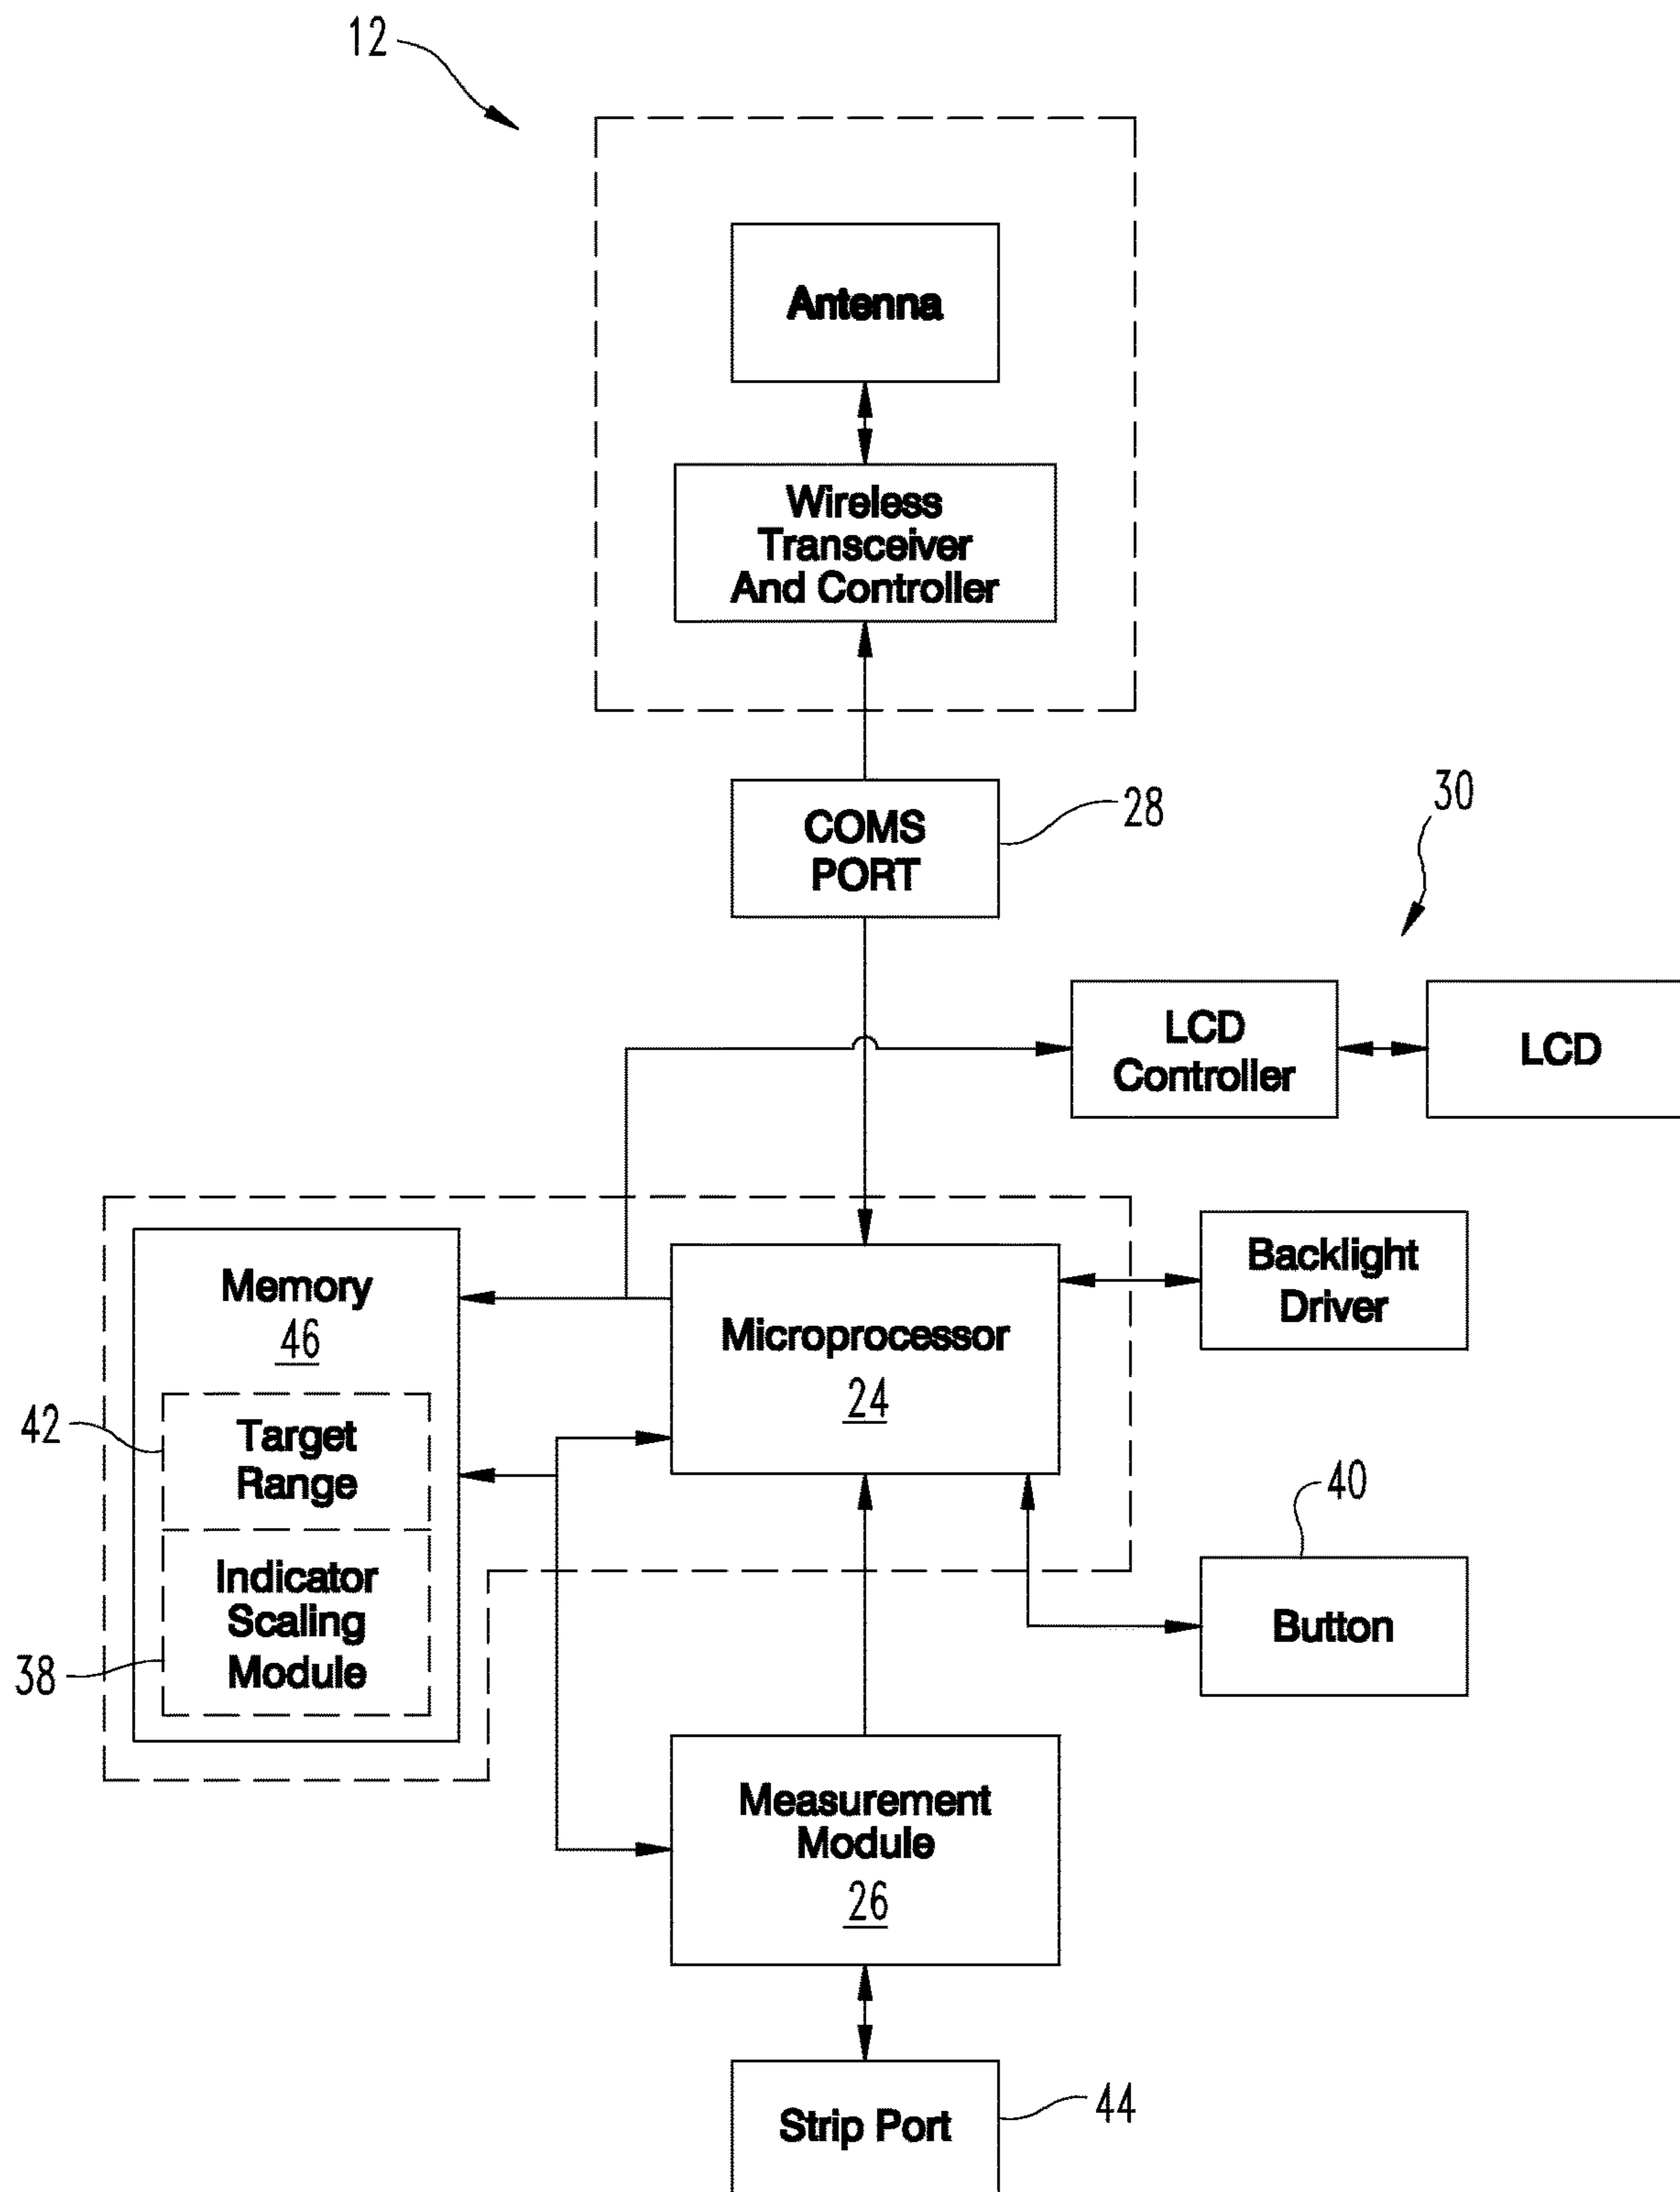 12
Antenna
Wireless
Transceiver
And Controller
COMS
PORT
28
30
LCD
Controller
LCD
Memory
46
Microprocessor
24
Backlight
Driver
42
Target
Range
40
Indicator
Scaling
Module
38
Button
Measurement
Module
26
Strip Port
44